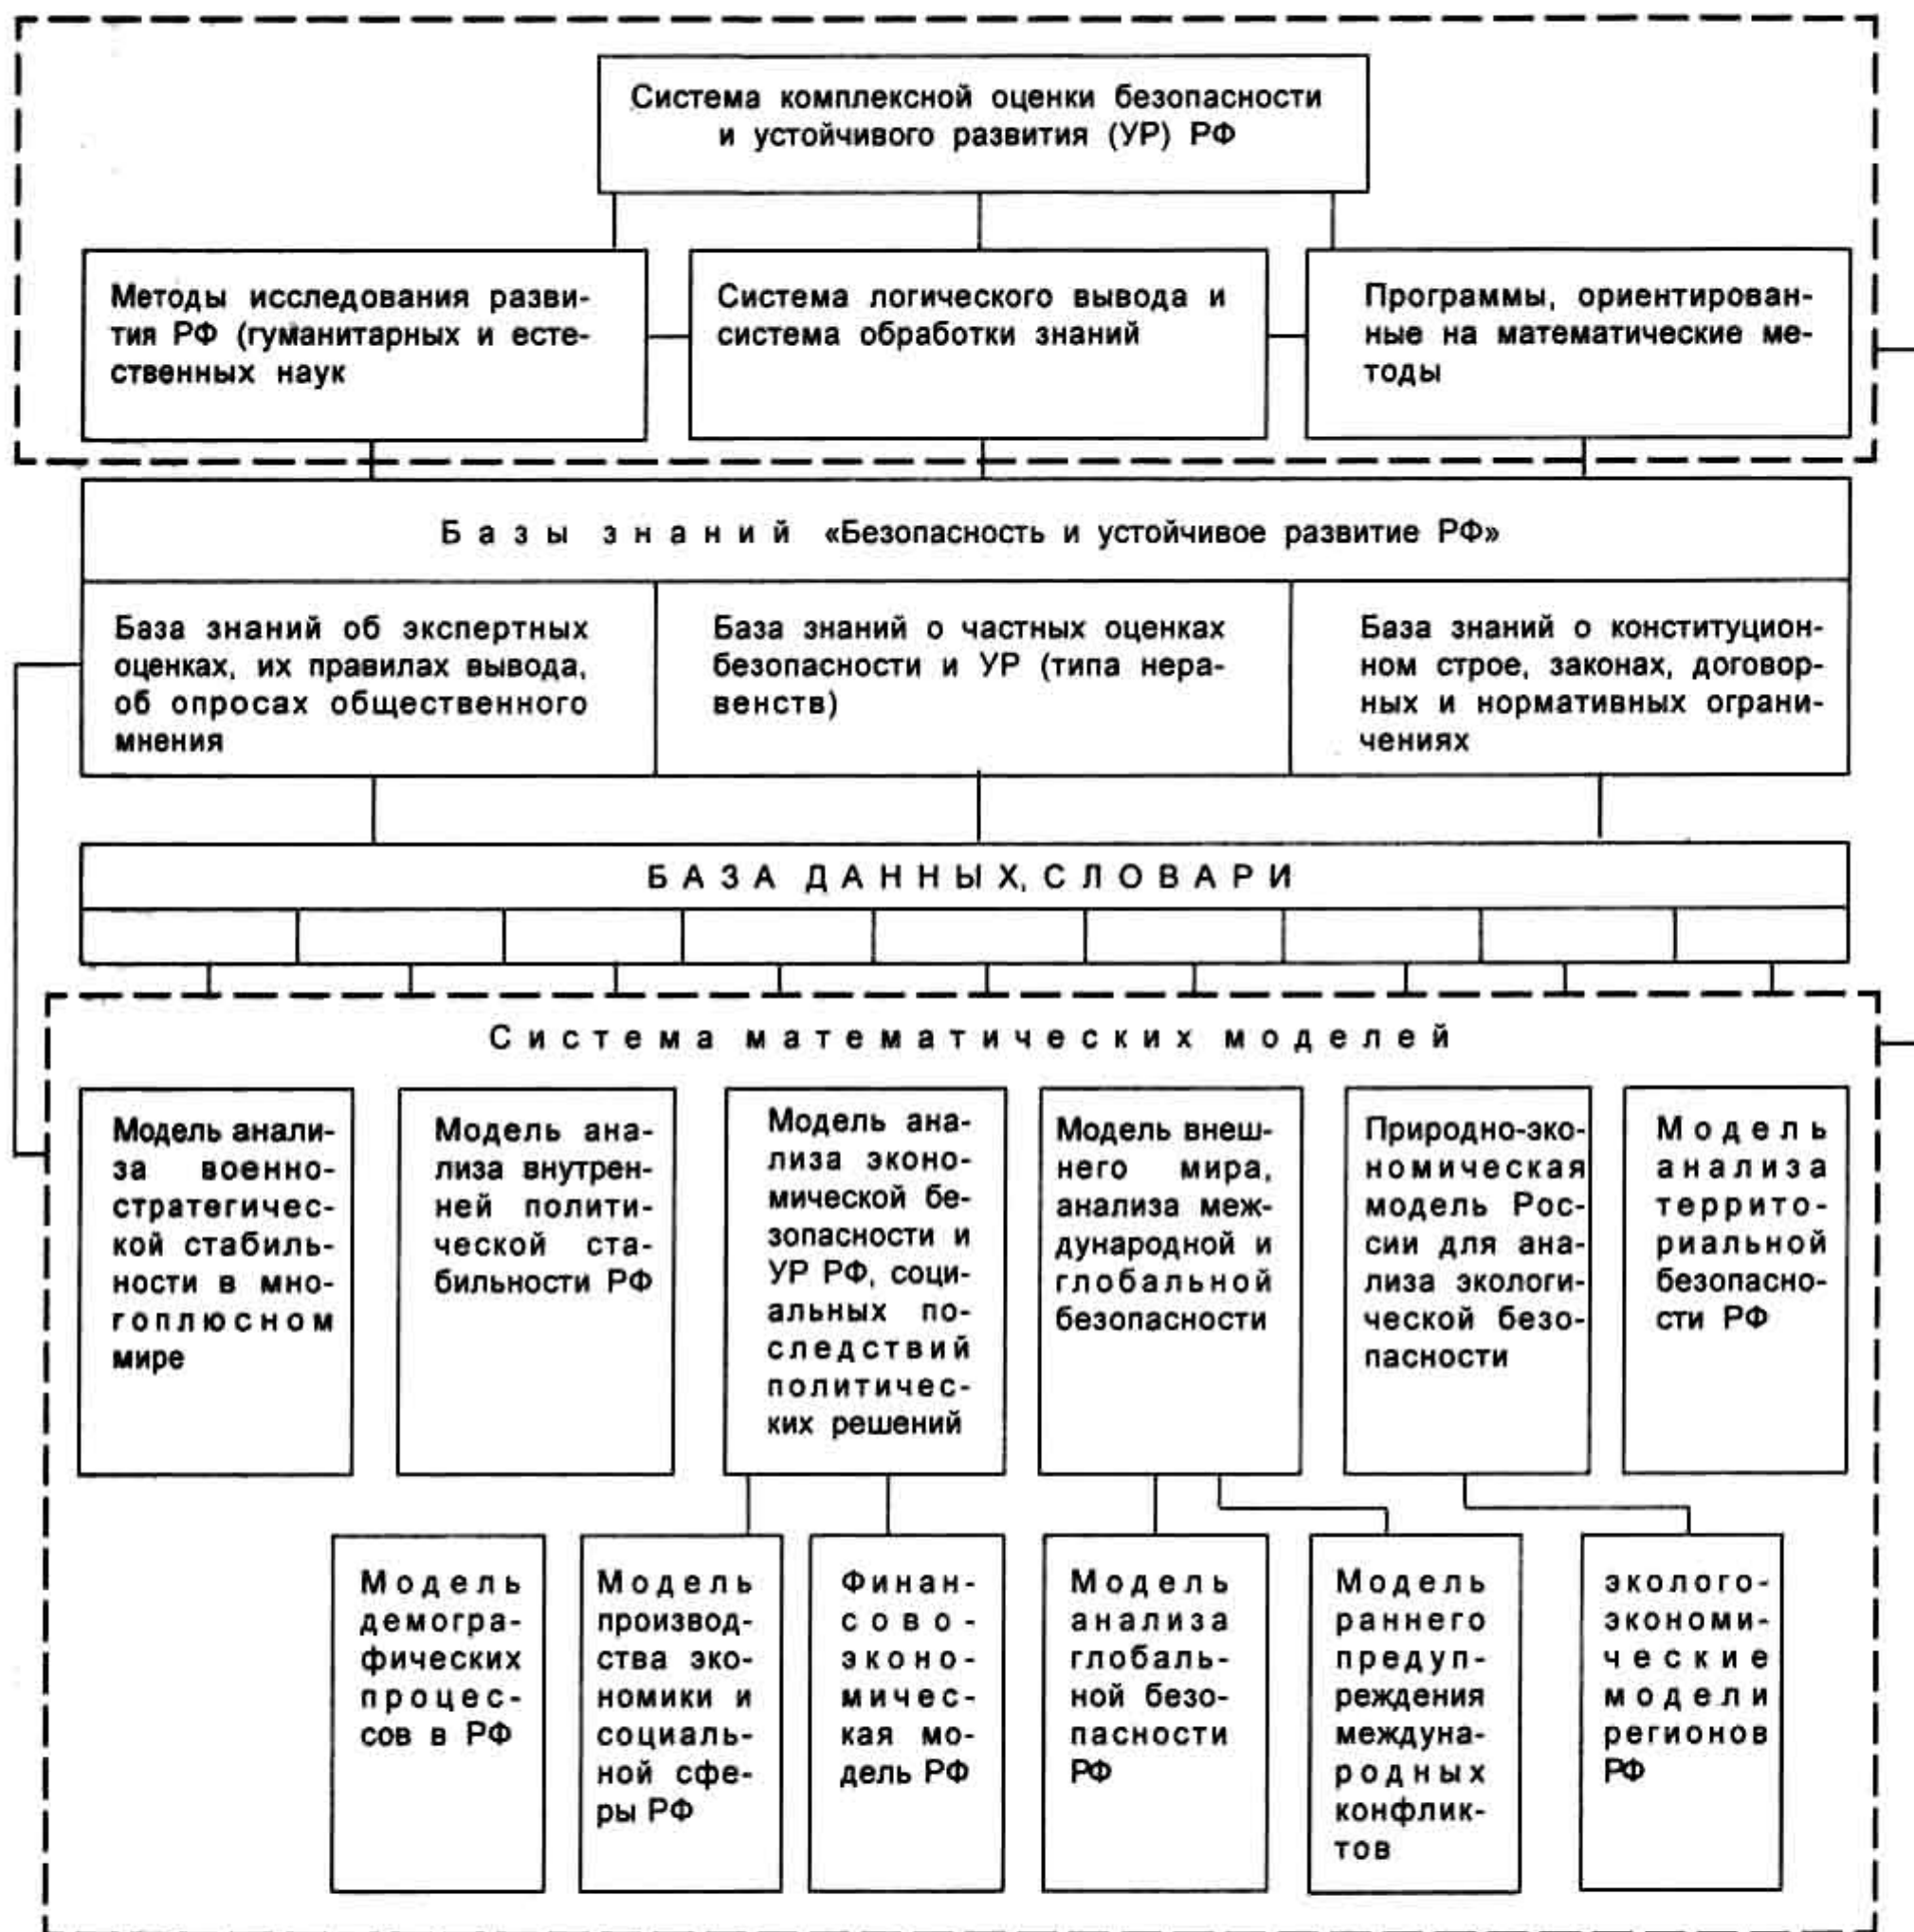 Система комплексной оценки безопасности
и устойчивого развития (УР) РФ
Методы исследования разви-
тия РФ (гуманитарных и есте-
ственных наук
Система логического вывода и
система обработки знаний
Программы, ориентирован-
ные на математические ме-
тоды
Базы знаний «Безопасность и устойчивое развитие РФ»
База знаний об экспертных
оценках, их правилах вывода,
об опросах общественного
мнения
База знаний о частных оценках
безопасности и УР (типа нера-
венств)
База знаний о конституцион-
ном строе, законах, договор-
ных и нормативных ограни-
чениях
БАЗА ДАННЫХ, СЛОВАРИ
Система математических моделей
Модель анали-
за военно-
стратегичес-
кой стабиль-
ности в мно-
гоплюсном
мире
Модель ана-
лиза внутрен-
ней полити-
ческой ста-
бильности РФ
Модель ана-
лиза эконо-
мической бе-
зопасности и
УР РФ, соци-
альных по-
следствий
политичес-
ких решений
Модель внеш-
него мира,
анализа меж-
дународной и
глобальной
безопасности
Природно-эко-
номическая
модель Рос-
сии для ана-
лиза экологи-
ческой безо-
пасности
Модель
анализа
террито-
риальной
безопасно-
сти РФ
Модель
демогра-
фических
процес-
сов в РФ
Модель
производ-
ства эко-
номики и
социаль-
ной сфе-
ры РФ
Финан-
сово-
эконо-
мичес-
кая мо-
дель РФ
Модель
анализа
глобаль-
ной безо-
пасности
РФ
Модель
раннего
предуп-
реждения
междуна-
родных
конфлик-
тов
эколого-
экономи-
ческие
модели
регионов
РФ